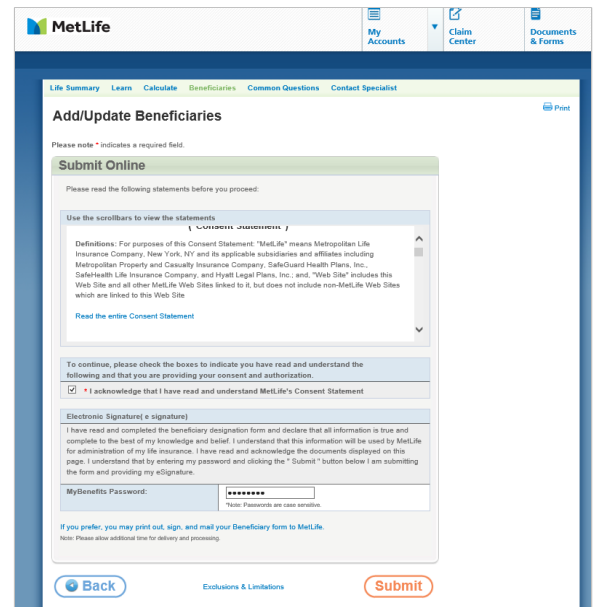 MetLife
My Accounts
Claim Center
Documents & Forms
Life Summary Learn Calculate Beneficiaries Common Questions Contact Specialist
Print
Add/Update Beneficiaries
Please note * indicates a required field.
Submit Online
Please read the following statements before you proceed:
Use the scrollbars to view the statements
("Consent Statement")
Definitions: For purposes of this Consent Statement: "MetLife" means Metropolitan Life
Insurance Company, New York, NY and its applicable subsidiaries and affiliates including
Metropolitan Property and Casualty Insurance Company, SafeGuard Health Plans, Inc.,
SafeHealth Life Insurance Company, and Hyatt Legal Plans, Inc.; and, "Web Site" includes this
Web Site and all other MetLife Web Sites linked to it, but does not include non-MetLife Web Sites
which are linked to this Web Site
Read the entire Consent Statement
To continue, please check the boxes to indicate you have read and understand the
following and that you are providing your consent and authorization.
* I acknowledge that I have read and understand MetLife's Consent Statement
Electronic Signature( e signature)
I have read and completed the beneficiary designation form and declare that all information is true and
complete to the best of my knowledge and belief. I understand that this information will be used by MetLife
for administration of my life insurance. I have read and acknowledge the documents displayed on this
page. I understand that by entering my password and clicking the " Submit " button below I am submitting
the form and providing my eSignature.
MyBenefits Password:
••••••••
*Note: Passwords are case sensitive.
If you prefer, you may print out, sign, and mail your Beneficiary form to MetLife.
Note: Please allow additional time for delivery and processing.
Back
Exclusions & Limitations
Submit